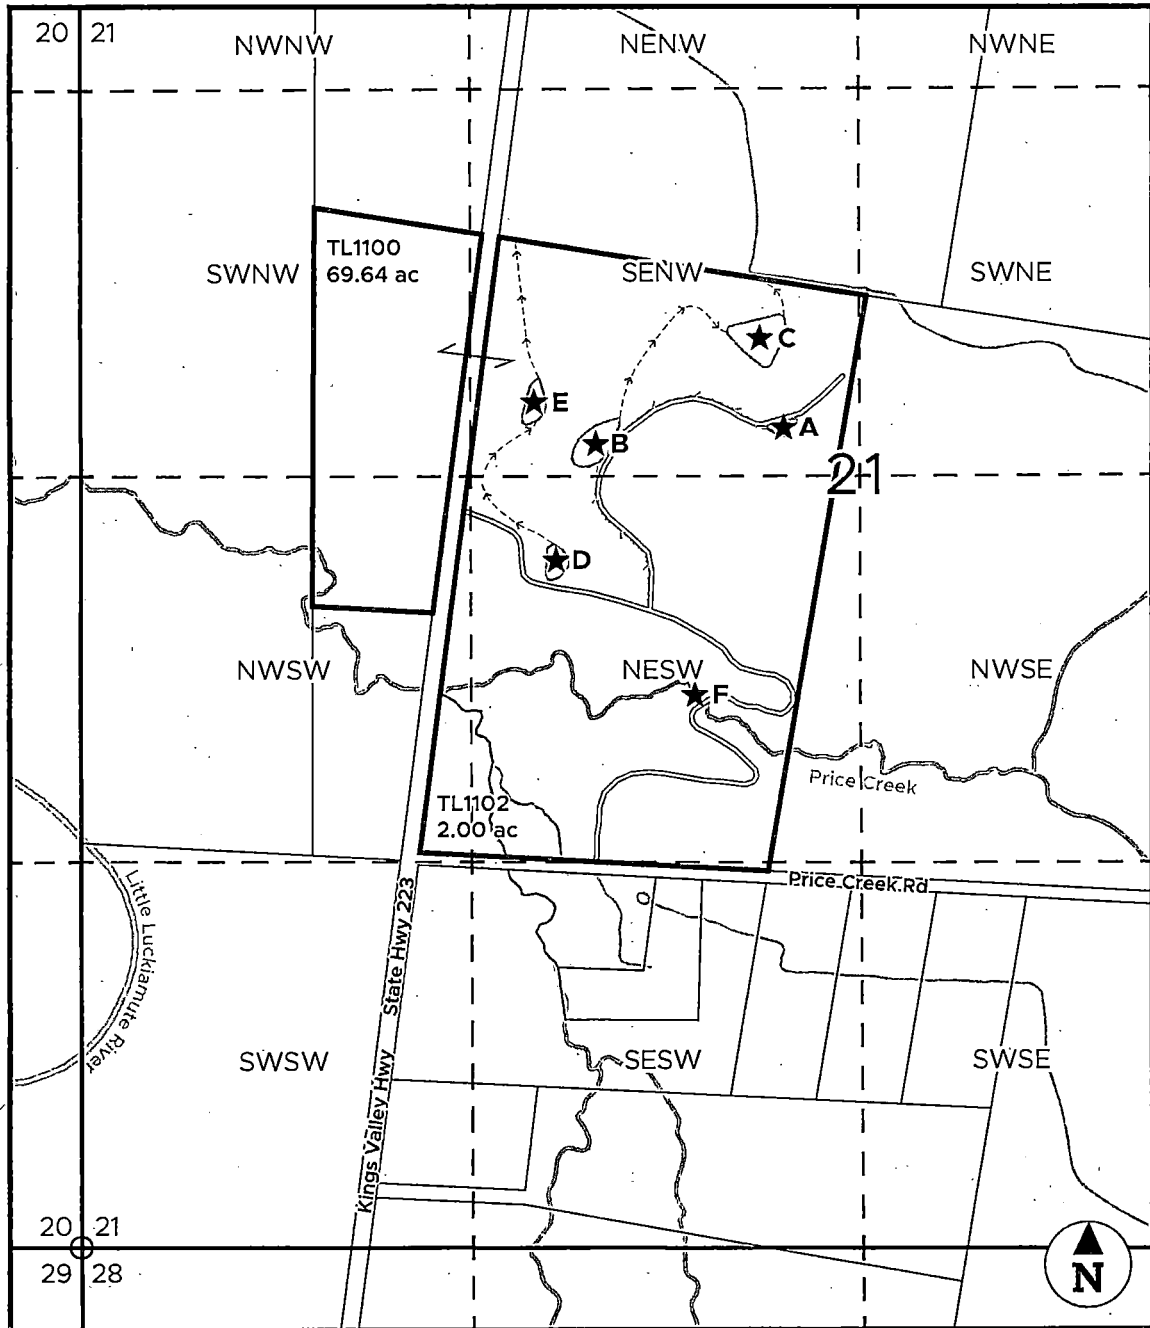 20 21
NWNW
NENW
NWNE
TL1100
69.64 ac
SWNW
SENW
SWNE
C
E
B
A
21
D
NWSW
NESW
NWSE
F
Price Creek
TL1102
2.00 ac
Price Creek Rd
Little Luckiamute River
State Hwy 223
SWSW
SESW
SWSE
Kings Valley Hwy
20 21
29 28
N